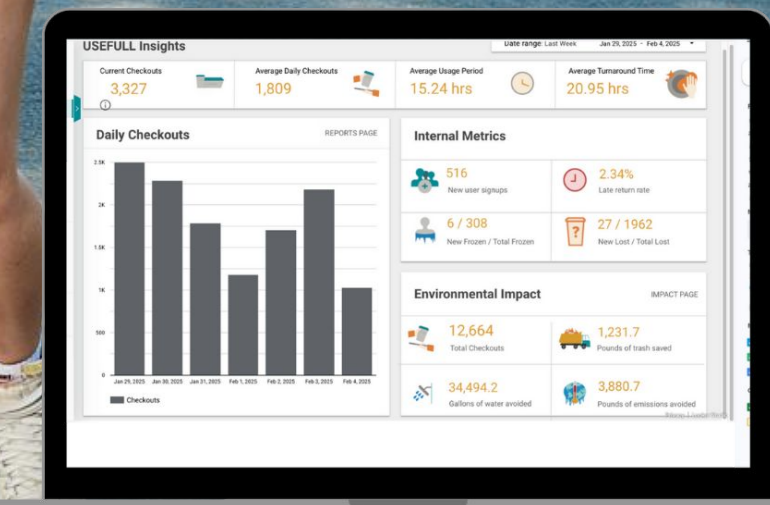 USEFULL Insights
Date range: Last Week Jan 29, 2025 - Feb 4, 2025
Current Checkouts
3,327
Average Daily Checkouts
1,809
Average Usage Period
15.24 hrs
Average Turnaround Time
20.95 hrs
Daily Checkouts
REPORTS PAGE
2.5K
2K
1.5K
1K
500
0
Jan 29, 2025 Jan 30, 2025 Jan 31, 2025 Feb 1, 2025 Feb 2, 2025 Feb 3, 2025 Feb 4, 2025
Checkouts
Internal Metrics
516
New user signups
2.34%
Late return rate
6 / 308
New Frozen / Total Frozen
?
27 / 1962
New Lost / Total Lost
Environmental Impact
IMPACT PAGE
12,664
Total Checkouts
1,231.7
Pounds of trash saved
34,494.2
Gallons of water avoided
3,880.7
Pounds of emissions avoided